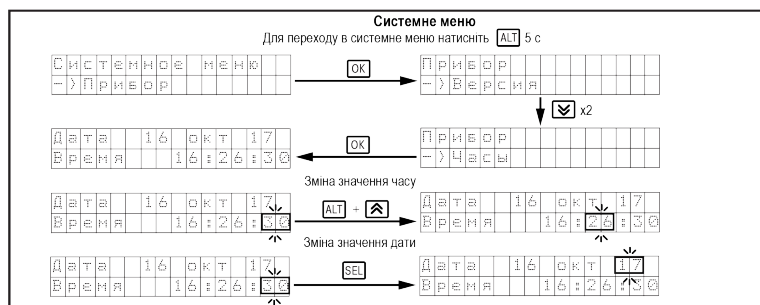 Системне меню
Для переходу в системне меню натисніть ALT 5 с
Системное меню
->Прибор
OK
Прибор
->Версия
x2
Дата 16 окт 17
Время 16:26:30
OK
Прибор
->Часы
Зміна значення часу
Дата 16 окт 17
Время 16:26:30
ALT +
Дата 16 окт 17
Время 16:26:30
Зміна значення дати
Дата 16 окт 17
Время 16:26:30
SEL
Дата 16 окт 17
Время 16:26:30